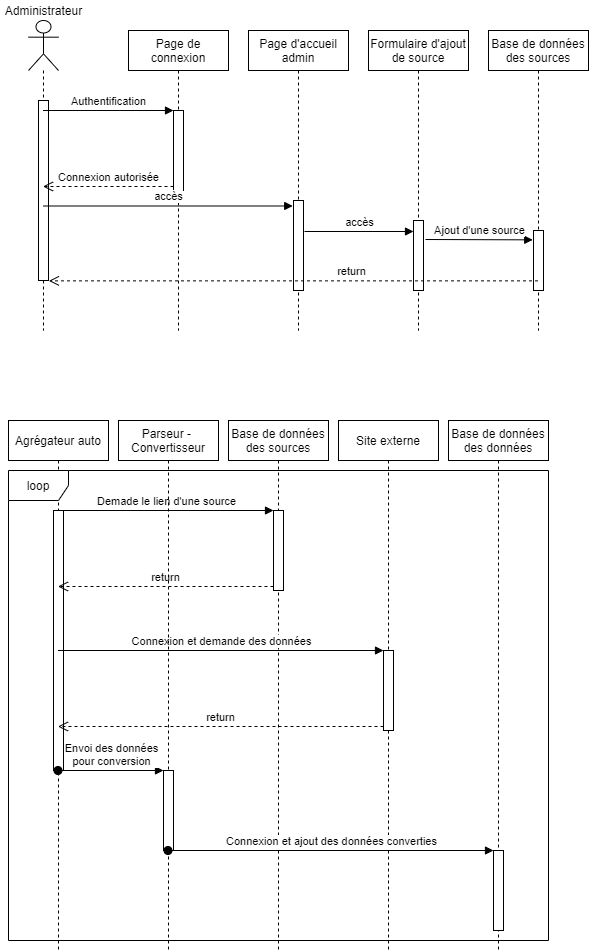 Administrateur
Page de
connexion
Page d'accueil
admin
Formulaire d'ajout
de source
Base de données
des sources
Authentification
Connexion autorisée
accès
accès
Ajout d'une source
return
Agrégateur auto
Parseur -
Convertisseur
Base de données
des sources
Site externe
Base de données
des données
loop
Demade le lien d'une source
return
Connexion et demande des données
return
Envoi des données
pour conversion
Connexion et ajout des données converties